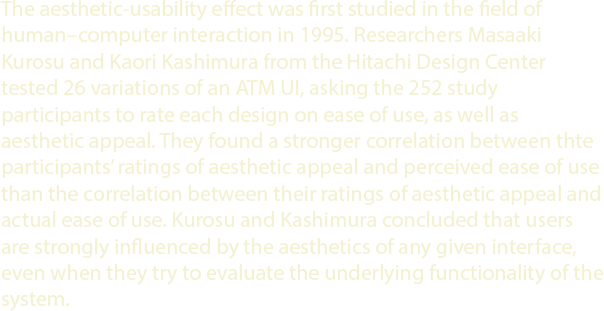 The aesthetic-usability effect was first studied in the field of
human–computer interaction in 1995. Researchers Masaaki
Kurosu and Kaori Kashimura from the Hitachi Design Center
tested 26 variations of an ATM UI, asking the 252 study
participants to rate each design on ease of use, as well as
aesthetic appeal. They found a stronger correlation between thte
participants’ ratings of aesthetic appeal and perceived ease of use
than the correlation between their ratings of aesthetic appeal and
actual ease of use. Kurosu and Kashimura concluded that users
are strongly influenced by the aesthetics of any given interface,
even when they try to evaluate the underlying functionality of the
system.